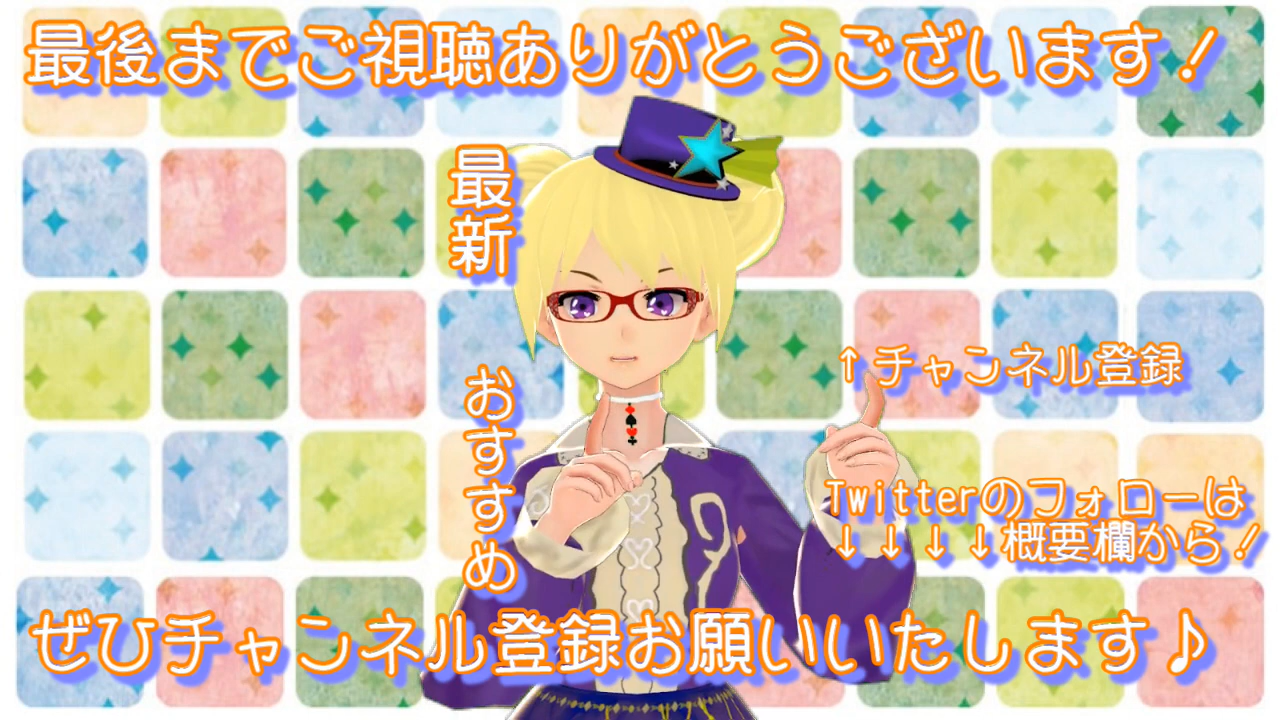 最後までご視聴ありがとうございます！
最新
↑チャンネル登録
おすすめ
Twitterのフォローは
↓↓↓↓概要欄から！
ぜひチャンネル登録お願いいたします♪